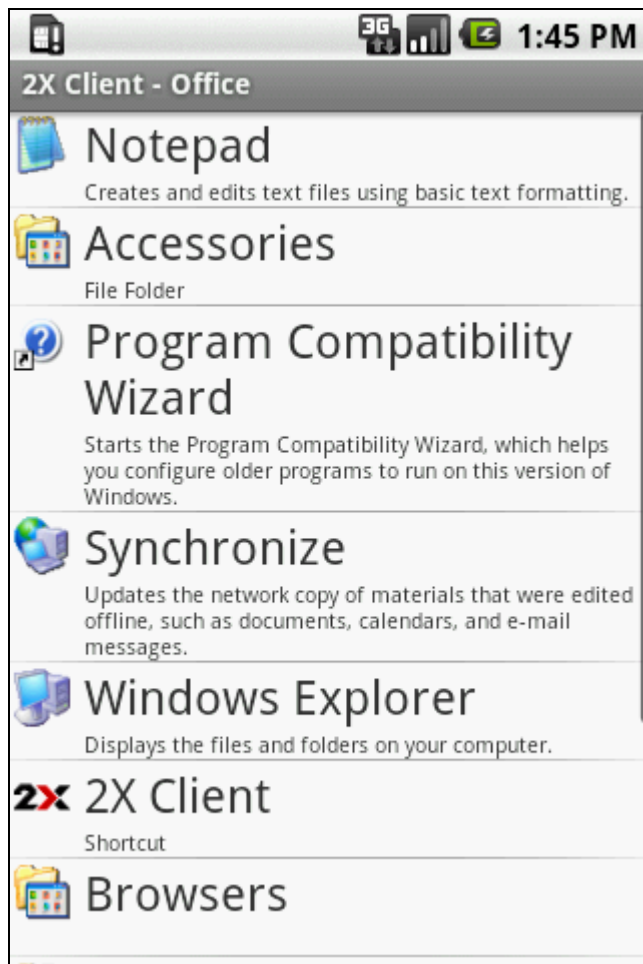 3G 1:45 PM
2X Client - Office
Notepad
Creates and edits text files using basic text formatting.
Accessories
File Folder
Program Compatibility
Wizard
Starts the Program Compatibility Wizard, which helps
you configure older programs to run on this version of
Windows.
Synchronize
Updates the network copy of materials that were edited
offline, such as documents, calendars, and e-mail
messages.
Windows Explorer
Displays the files and folders on your computer.
2X 2X Client
Shortcut
Browsers